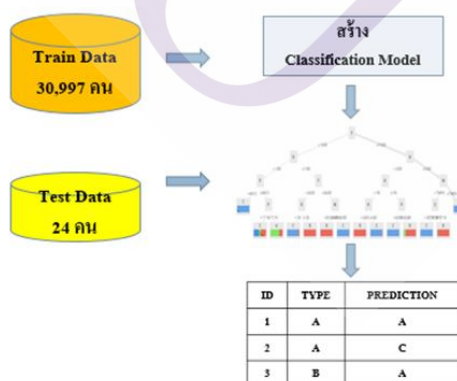 Train Data
30,997 คน
สร้าง
Classification Model
Test Data
24 คน
ID TYPE PREDICTION
1 A A
2 A C
3 B A